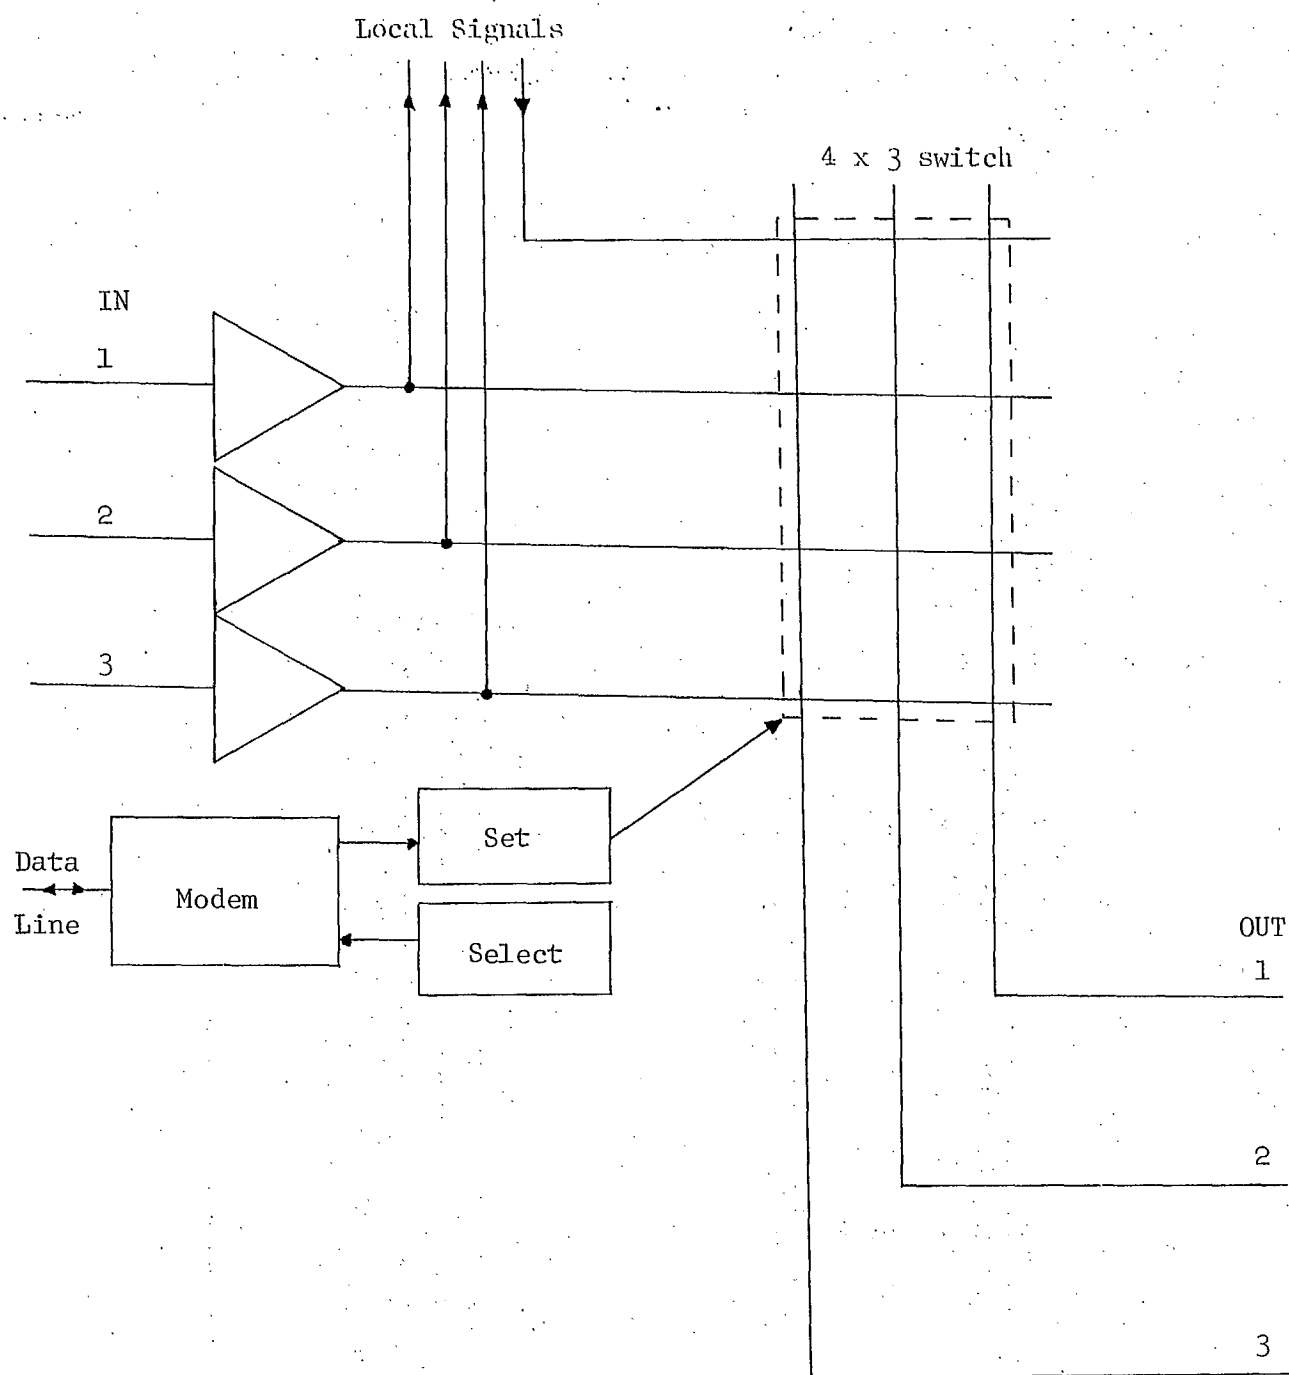 Local Signals
4 x 3 switch
IN
1
2
3
Set
Data
Line
Modem
Select
OUT
1
2
3